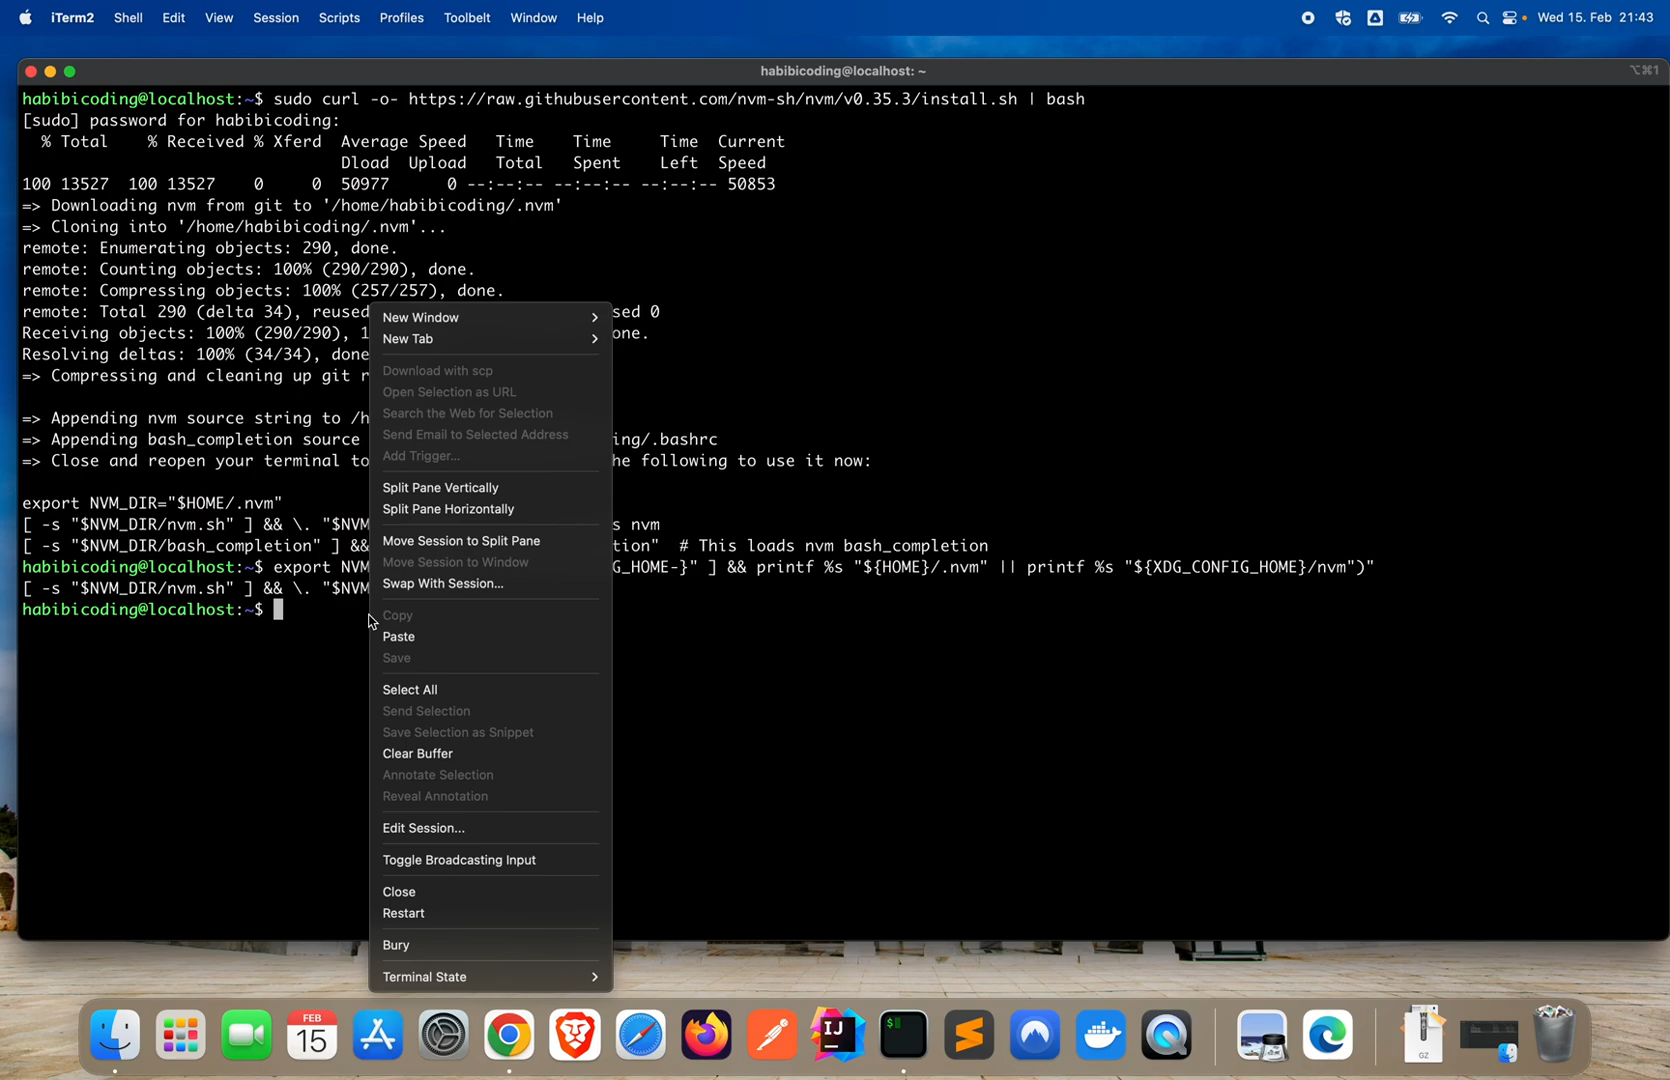 iTerm2 Shell Edit View Session Scripts Profiles Toolbelt Window Help Wed 15. Feb 21:43
habibicoding@localhost: ~ ⌥⌘1
habibicoding@localhost:~$ sudo curl -o- https://raw.githubusercontent.com/nvm-sh/nvm/v0.35.3/install.sh | bash
[sudo] password for habibicoding:
% Total % Received % Xferd Average Speed Time Time Time Current
Dload Upload Total Spent Left Speed
100 13527 100 13527 0 0 50977 0 --:--:-- --:--:-- --:--:-- 50853
=> Downloading nvm from git to '/home/habibicoding/.nvm'
=> Cloning into '/home/habibicoding/.nvm'...
remote: Enumerating objects: 290, done.
remote: Counting objects: 100% (290/290), done.
remote: Compressing objects: 100% (257/257), done.
remote: Total 290 (delta 34), reused sed 0
Receiving objects: 100% (290/290), 1 one.
Resolving deltas: 100% (34/34), done
=> Compressing and cleaning up git r
=> Appending nvm source string to /h
=> Appending bash_completion source ing/.bashrc
=> Close and reopen your terminal to he following to use it now:
export NVM_DIR="$HOME/.nvm"
[ -s "$NVM_DIR/nvm.sh" ] && \. "$NVM s nvm
[ -s "$NVM_DIR/bash_completion" ] && tion" # This loads nvm bash_completion
habibicoding@localhost:~$ export NVM G_HOME-}" ] && printf %s "${HOME}/.nvm" || printf %s "${XDG_CONFIG_HOME}/nvm")"
[ -s "$NVM_DIR/nvm.sh" ] && \. "$NVM
habibicoding@localhost:~$
New Window
New Tab
Download with scp
Open Selection as URL
Search the Web for Selection
Send Email to Selected Address
Add Trigger...
Split Pane Vertically
Split Pane Horizontally
Move Session to Split Pane
Move Session to Window
Swap With Session...
Copy
Paste
Save
Select All
Send Selection
Save Selection as Snippet
Clear Buffer
Annotate Selection
Reveal Annotation
Edit Session...
Toggle Broadcasting Input
Close
Restart
Bury
Terminal State
FEB
15
IJ
$
GZ